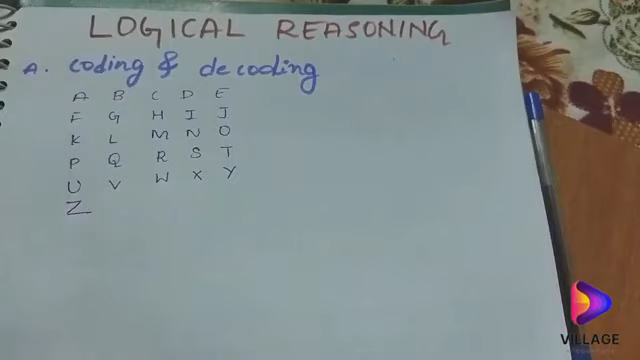 LOGICAL REASONING
A. coding & decoding
A B C D E
F G H I J
K L M N O
P Q R S T
U V W X Y
Z
VILLAGE